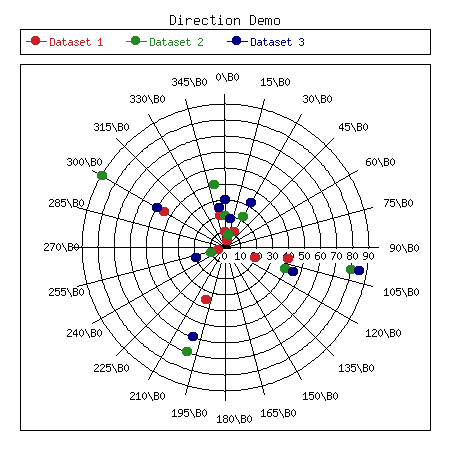 Direction Demo
Dataset 1 Dataset 2 Dataset 3
0\B0
345\B0 15\B0
330\B0 30\B0
315\B0 45\B0
300\B0 60\B0
285\B0 75\B0
270\B0 90\B0
0 10 20 30 40 50 60 70 80 90
255\B0 105\B0
240\B0 120\B0
225\B0 135\B0
210\B0 150\B0
195\B0 165\B0
180\B0